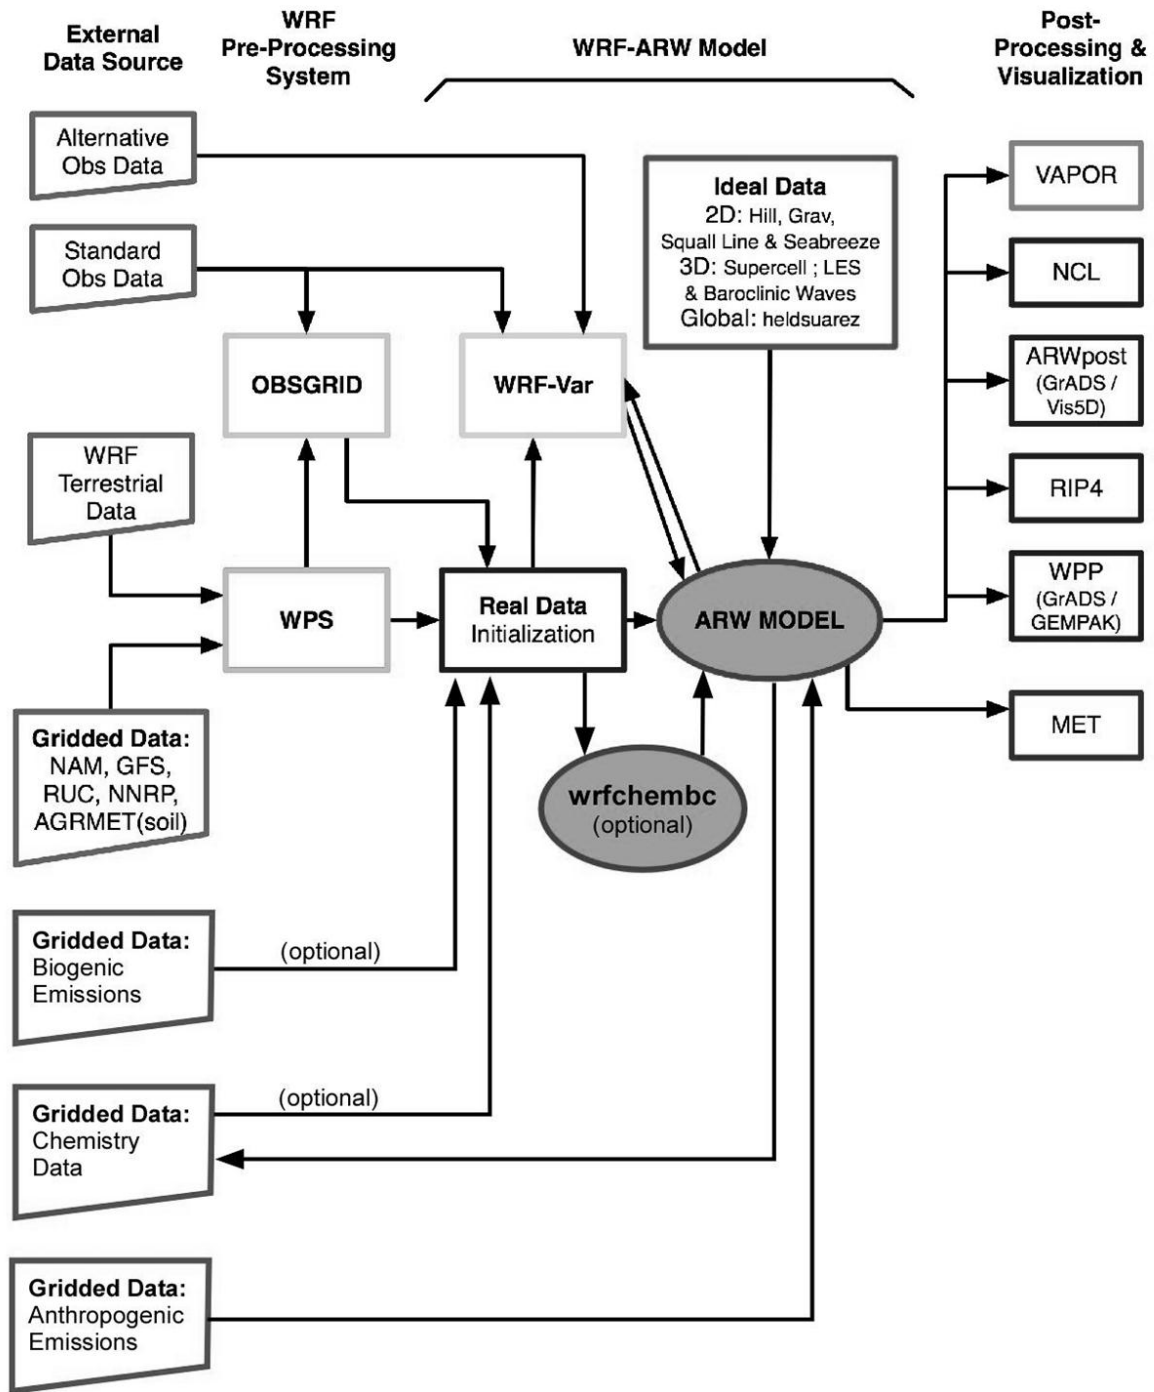 External
Data Source
WRF
Pre-Processing
System
WRF-ARW Model
Post-
Processing &
Visualization
Alternative
Obs Data
Standard
Obs Data
OBSGRID
WRF-Var
Ideal Data
2D: Hill, Grav,
Squall Line & Seabreeze
3D: Supercell ; LES
& Baroclinic Waves
Global: heldsuarez
VAPOR
NCL
ARWpost
(GrADS /
Vis5D)
RIP4
WPP
(GrADS /
GEMPAK)
MET
WRF
Terrestrial
Data
WPS
Real Data
Initialization
ARW MODEL
wrfchembc
(optional)
Gridded Data:
NAM, GFS,
RUC, NNRP,
AGRMET(soil)
Gridded Data:
Biogenic
Emissions
(optional)
Gridded Data:
Chemistry
Data
(optional)
Gridded Data:
Anthropogenic
Emissions